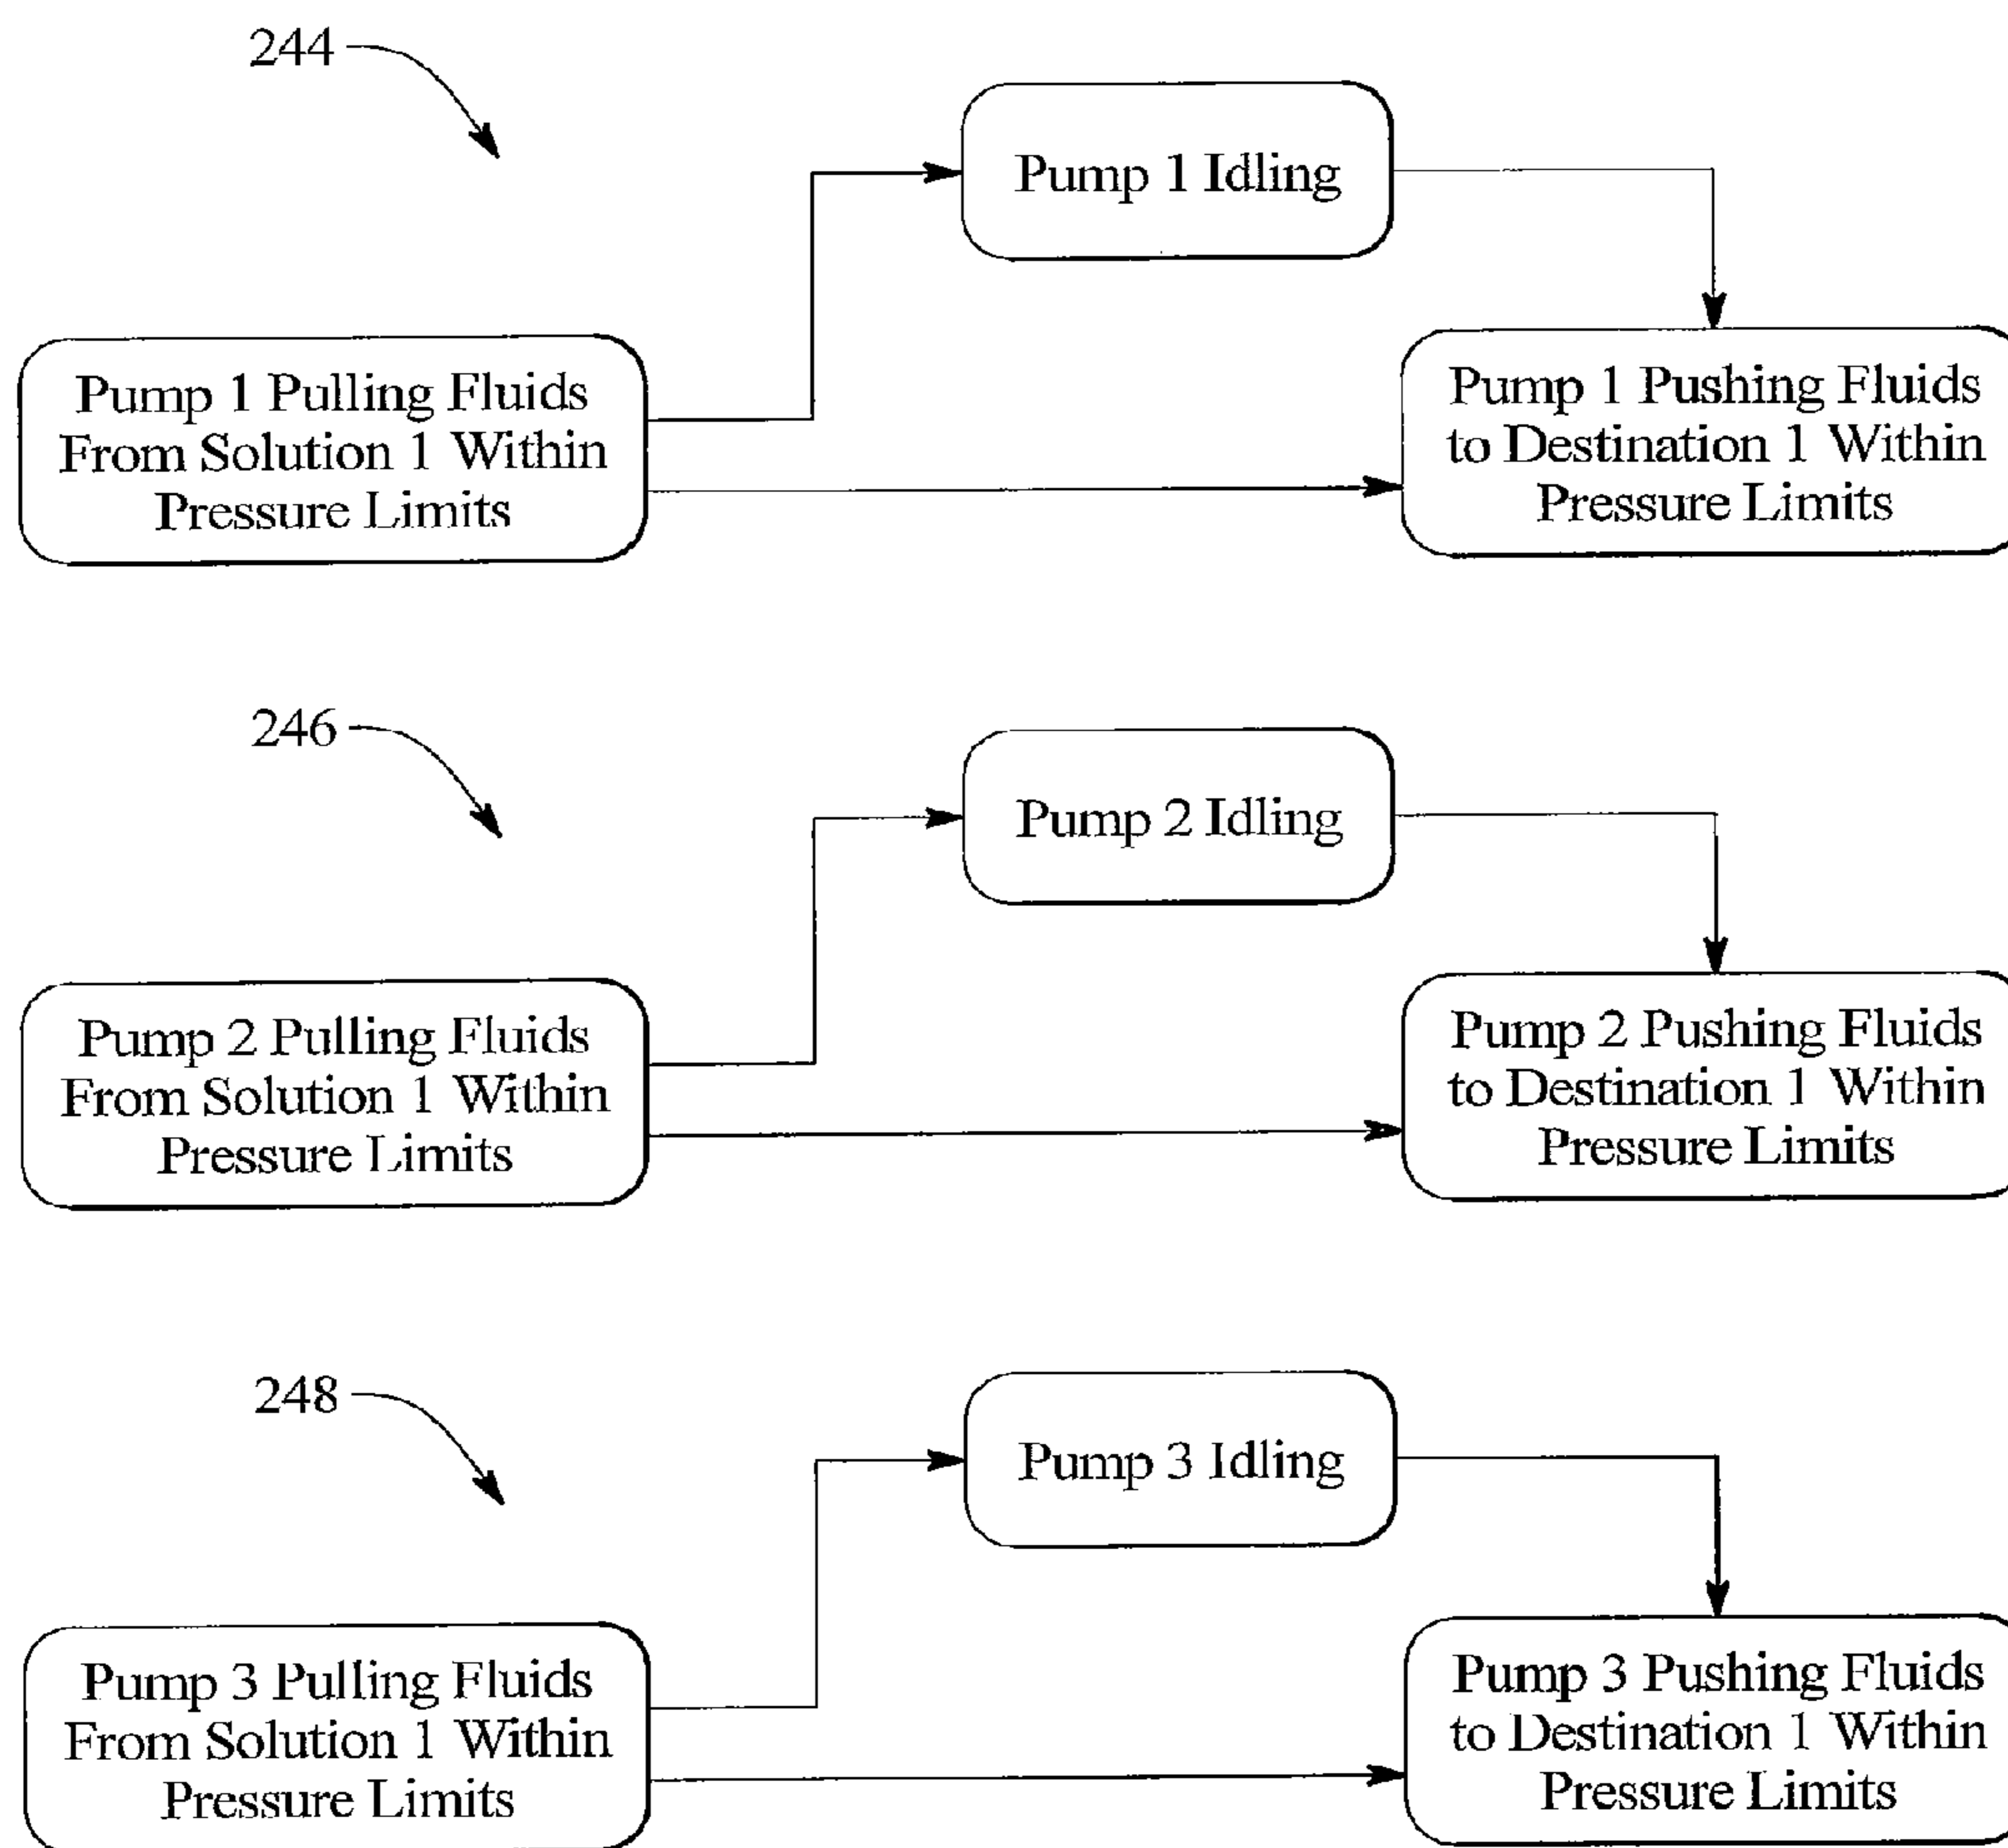 244
Pump 1 Idling
Pump 1 Pulling Fluids
From Solution 1 Within
Pressure Limits
Pump 1 Pushing Fluids
to Destination 1 Within
Pressure Limits
246
Pump 2 Idling
Pump 2 Pulling Fluids
From Solution 1 Within
Pressure Limits
Pump 2 Pushing Fluids
to Destination 1 Within
Pressure Limits
248
Pump 3 Idling
Pump 3 Pulling Fluids
From Solution 1 Within
Pressure Limits
Pump 3 Pushing Fluids
to Destination 1 Within
Pressure Limits